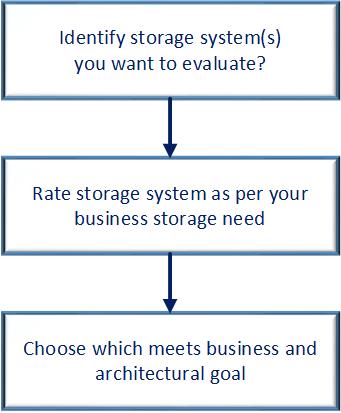 Identify storage system(s)
you want to evaluate?
Rate storage system as per your
business storage need
Choose which meets business and
architectural goal